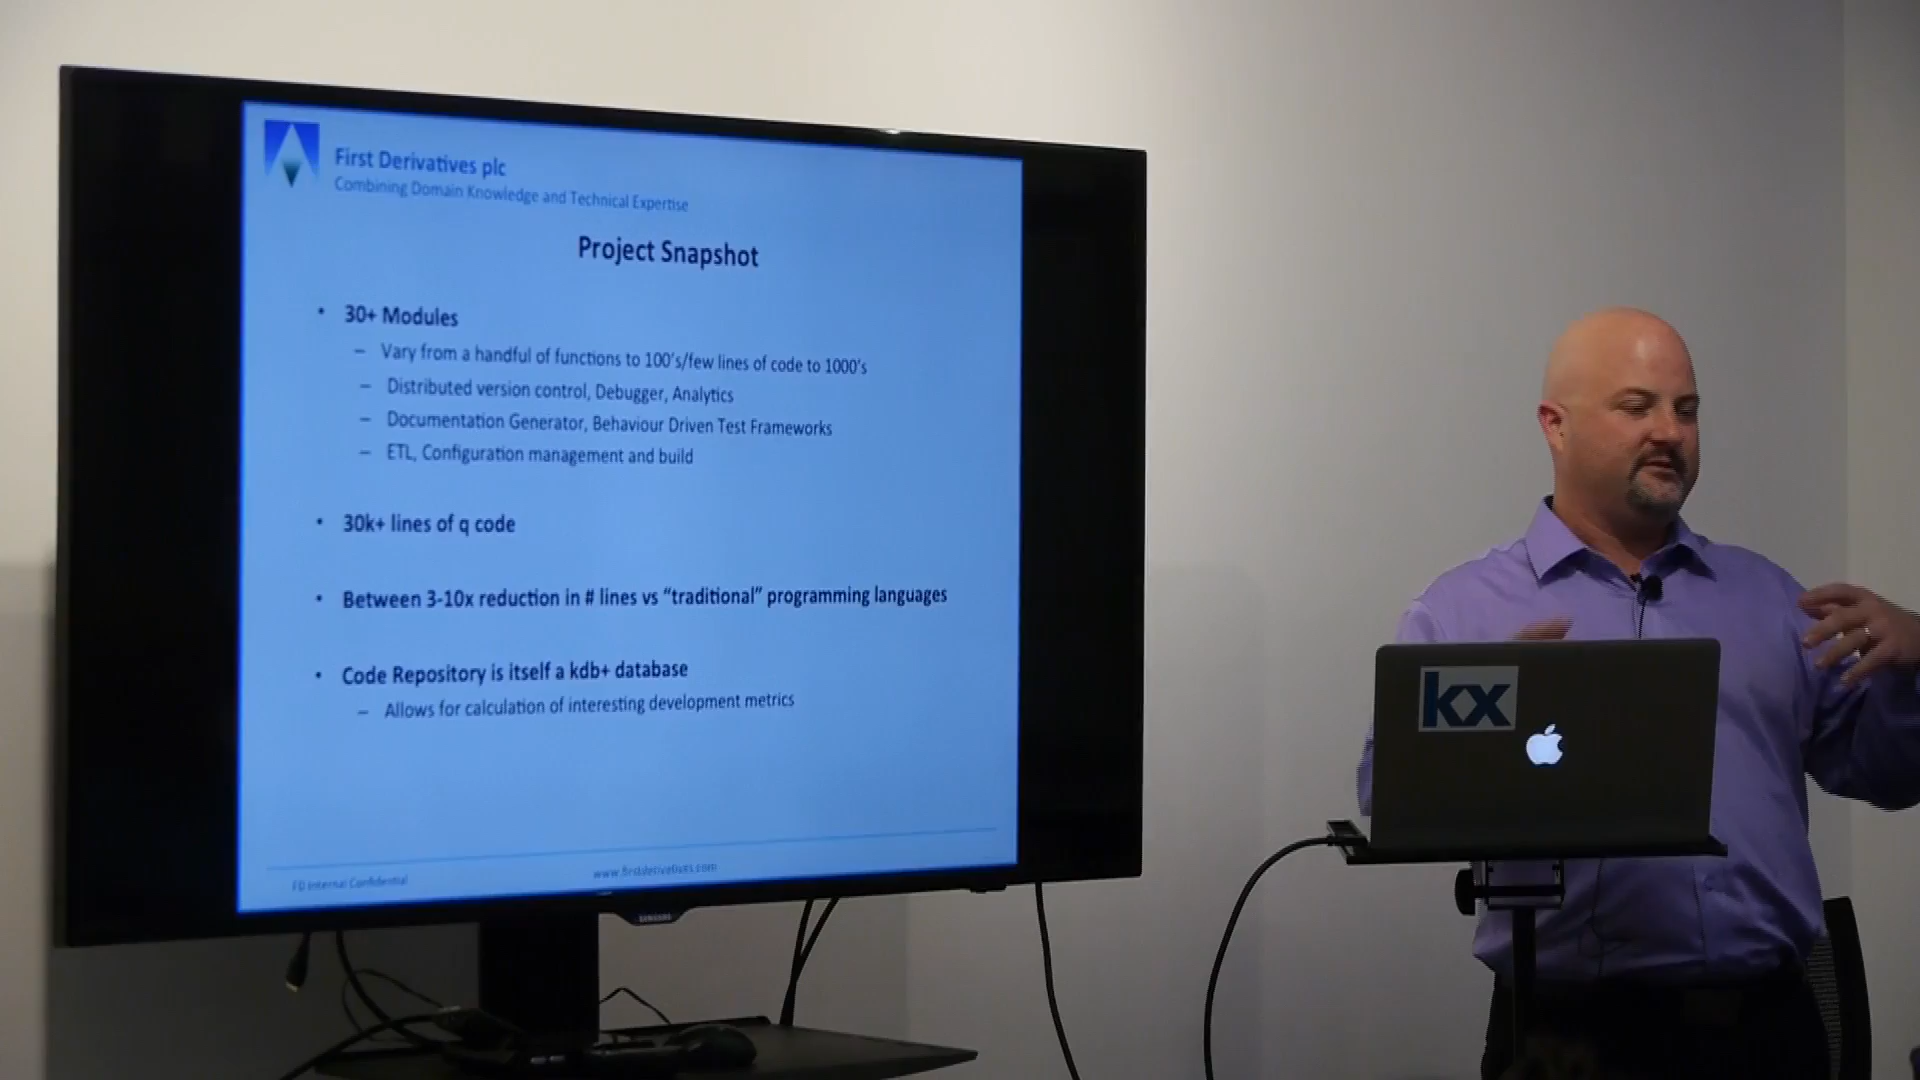 First Derivatives plc
Combining Domain Knowledge and Technical Expertise
Project Snapshot
• 30+ Modules
– Vary from a handful of functions to 100's/few lines of code to 1000's
– Distributed version control, Debugger, Analytics
– Documentation Generator, Behaviour Driven Test Frameworks
– ETL, Configuration management and build
• 30k+ lines of q code
• Between 3-10x reduction in # lines vs “traditional” programming languages
• Code Repository is itself a kdb+ database
– Allows for calculation of interesting development metrics
FD Internal Confidential
www.firstderivatives.com
SAMSUNG
kx